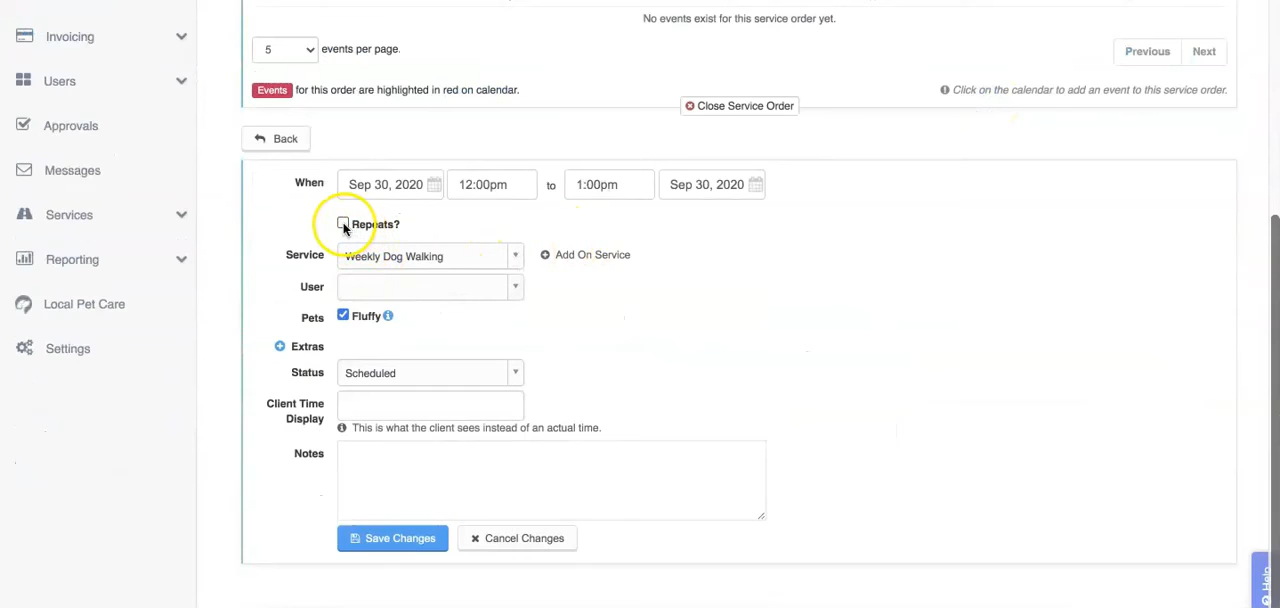 Invoicing
Users
Approvals
Messages
Services
Reporting
Local Pet Care
Settings
No events exist for this service order yet.
5 events per page.
Previous Next
Events for this order are highlighted in red on calendar.
Click on the calendar to add an event to this service order.
Close Service Order
Back
When Sep 30, 2020 12:00pm to 1:00pm Sep 30, 2020
Repeats?
Service Weekly Dog Walking Add On Service
User
Pets Fluffy
Extras
Status Scheduled
Client Time
Display
This is what the client sees instead of an actual time.
Notes
Save Changes Cancel Changes
Help